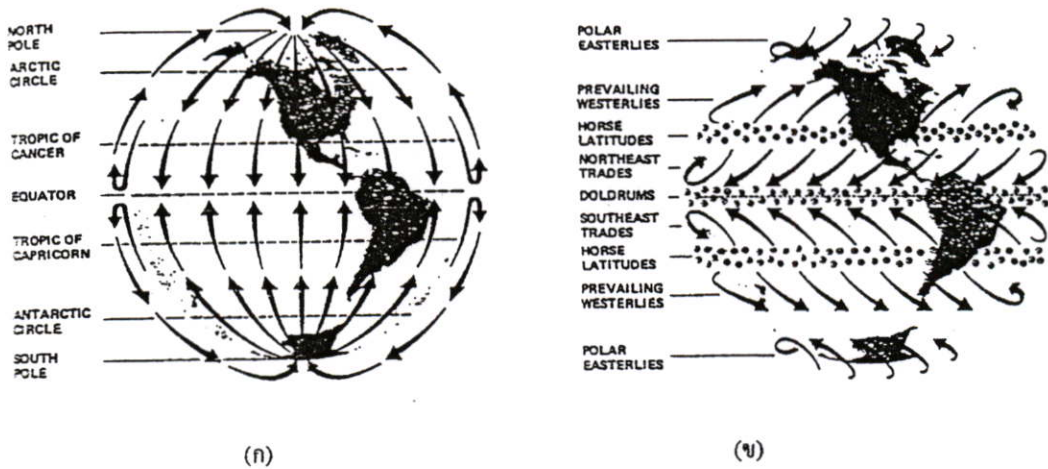 NORTH
POLE
ARCTIC
CIRCLE
TROPIC OF
CANCER
EQUATOR
TROPIC OF
CAPRICORN
ANTARCTIC
CIRCLE
SOUTH
POLE
(ก)
POLAR
EASTERLIES
PREVAILING
WESTERLIES
HORSE
LATITUDES
NORTHEAST
TRADES
DOLDRUMS
SOUTHEAST
TRADES
HORSE
LATITUDES
PREVAILING
WESTERLIES
POLAR
EASTERLIES
(ข)